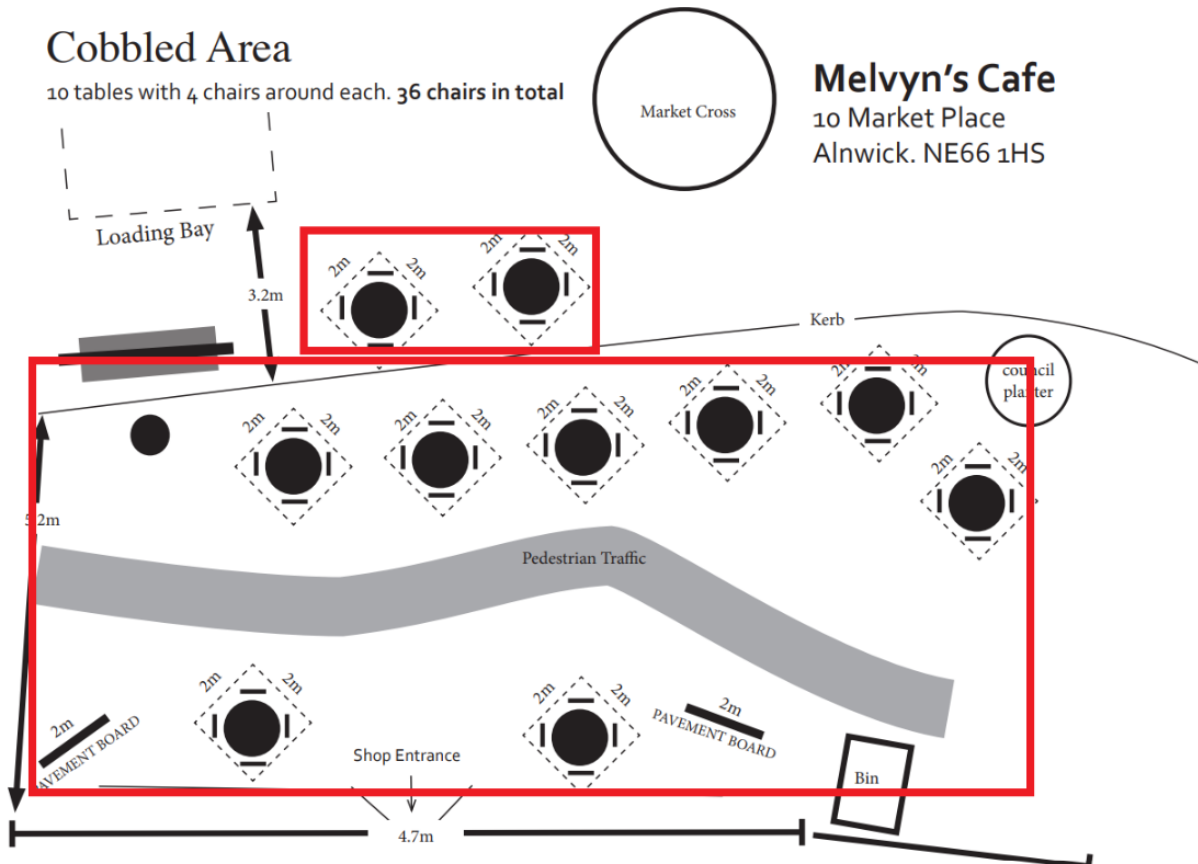 Cobbled Area
10 tables with 4 chairs around each. 36 chairs in total
Market Cross
Melvyn's Cafe
10 Market Place
Alnwick. NE66 1HS
Loading Bay
2m 2m
2m 2m
3.2m
Kerb
council
planter
2m 2m
2m 2m
2m 2m
2m 2m
2m 2m
2m 2m
5.2m
Pedestrian Traffic
2m 2m
2m 2m
2m
PAVEMENT BOARD
2m
PAVEMENT BOARD
Shop Entrance
Bin
4.7m